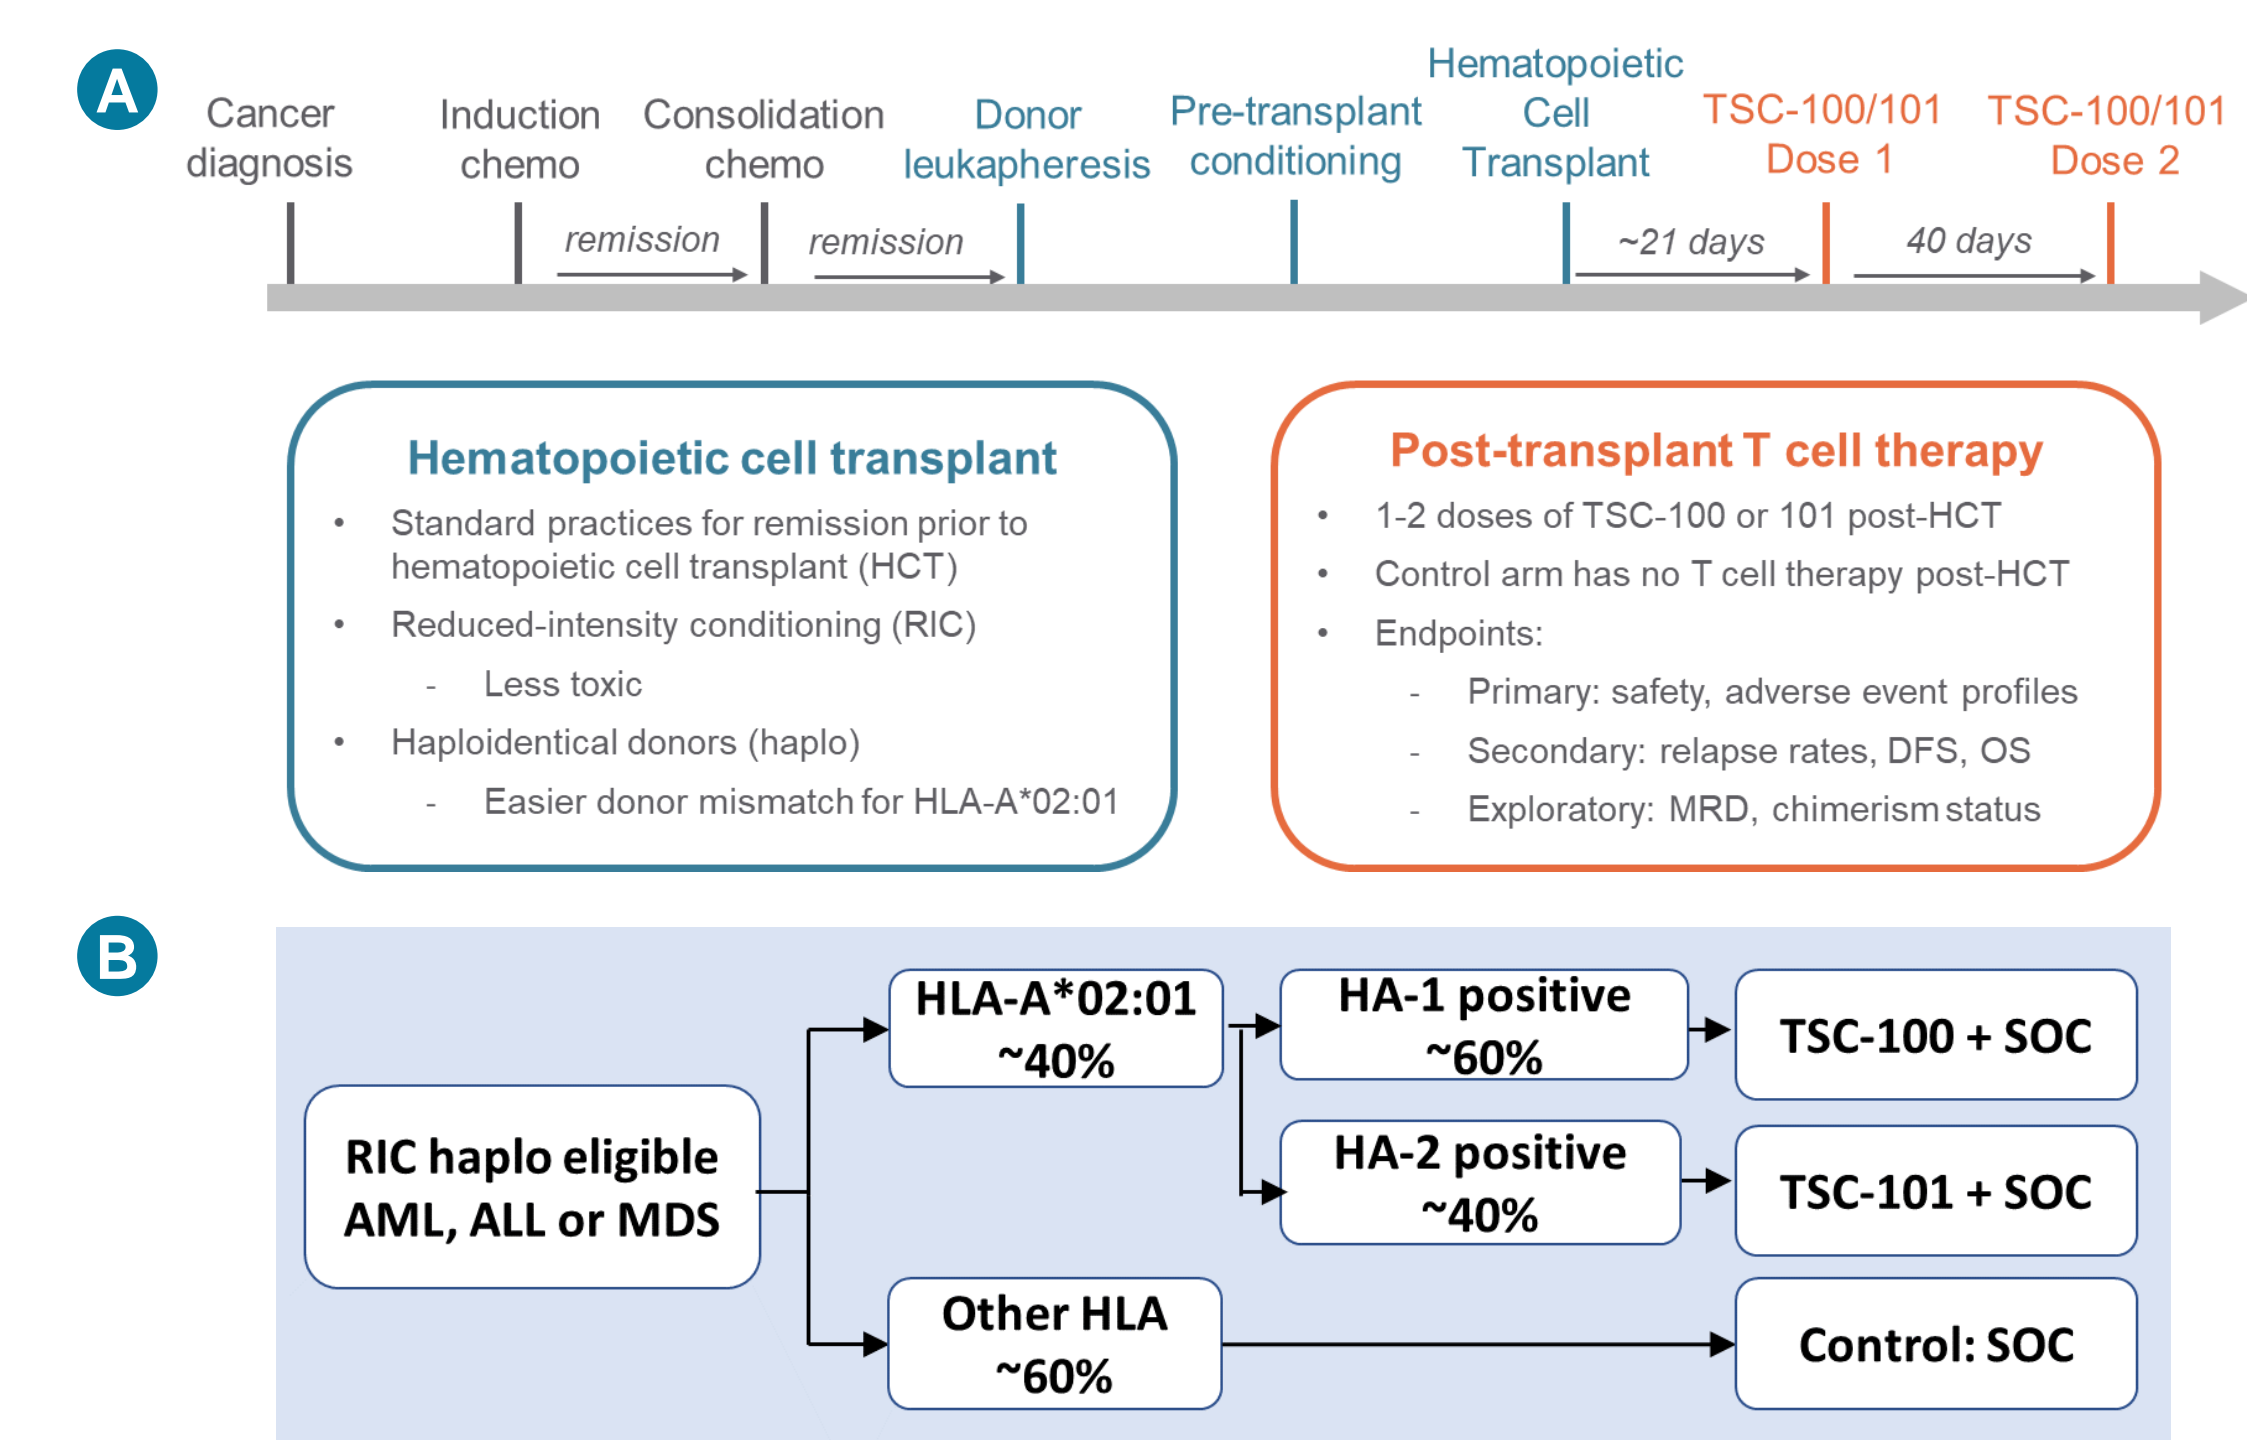 A
Cancer
diagnosis
Induction
chemo
Consolidation
chemo
Donor
leukapheresis
Pre-transplant
conditioning
Hematopoietic
Cell
Transplant
TSC-100/101
Dose 1
TSC-100/101
Dose 2
remission
remission
~21 days
40 days
Hematopoietic cell transplant
• Standard practices for remission prior to
hematopoietic cell transplant (HCT)
• Reduced-intensity conditioning (RIC)
- Less toxic
• Haploidentical donors (haplo)
- Easier donor mismatch for HLA-A*02:01
Post-transplant T cell therapy
• 1-2 doses of TSC-100 or 101 post-HCT
• Control arm has no T cell therapy post-HCT
• Endpoints:
- Primary: safety, adverse event profiles
- Secondary: relapse rates, DFS, OS
- Exploratory: MRD, chimerism status
B
RIC haplo eligible
AML, ALL or MDS
HLA-A*02:01
~40%
HA-1 positive
~60%
TSC-100 + SOC
HA-2 positive
~40%
TSC-101 + SOC
Other HLA
~60%
Control: SOC